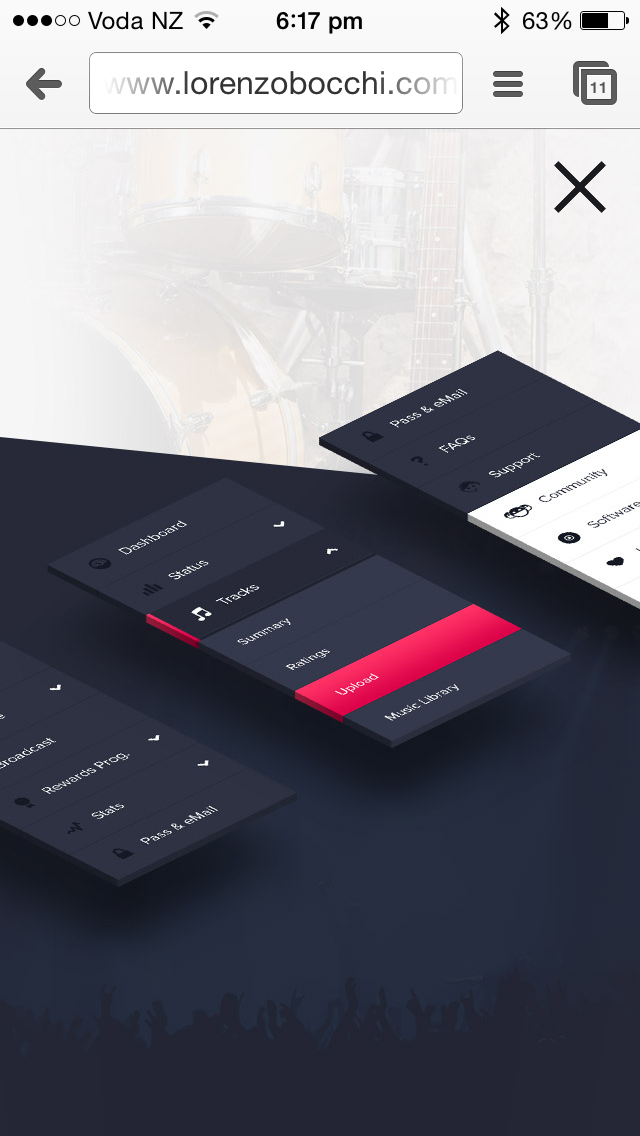 Voda NZ 6:17 pm 63%
www.lorenzobocchi.com
11
Pass & eMail
FAQs
Support
Community
Software
Dashboard
Status
Tracks
Summary
Ratings
Upload
Music Library
Rewards Prog.
Stats
Pass & eMail